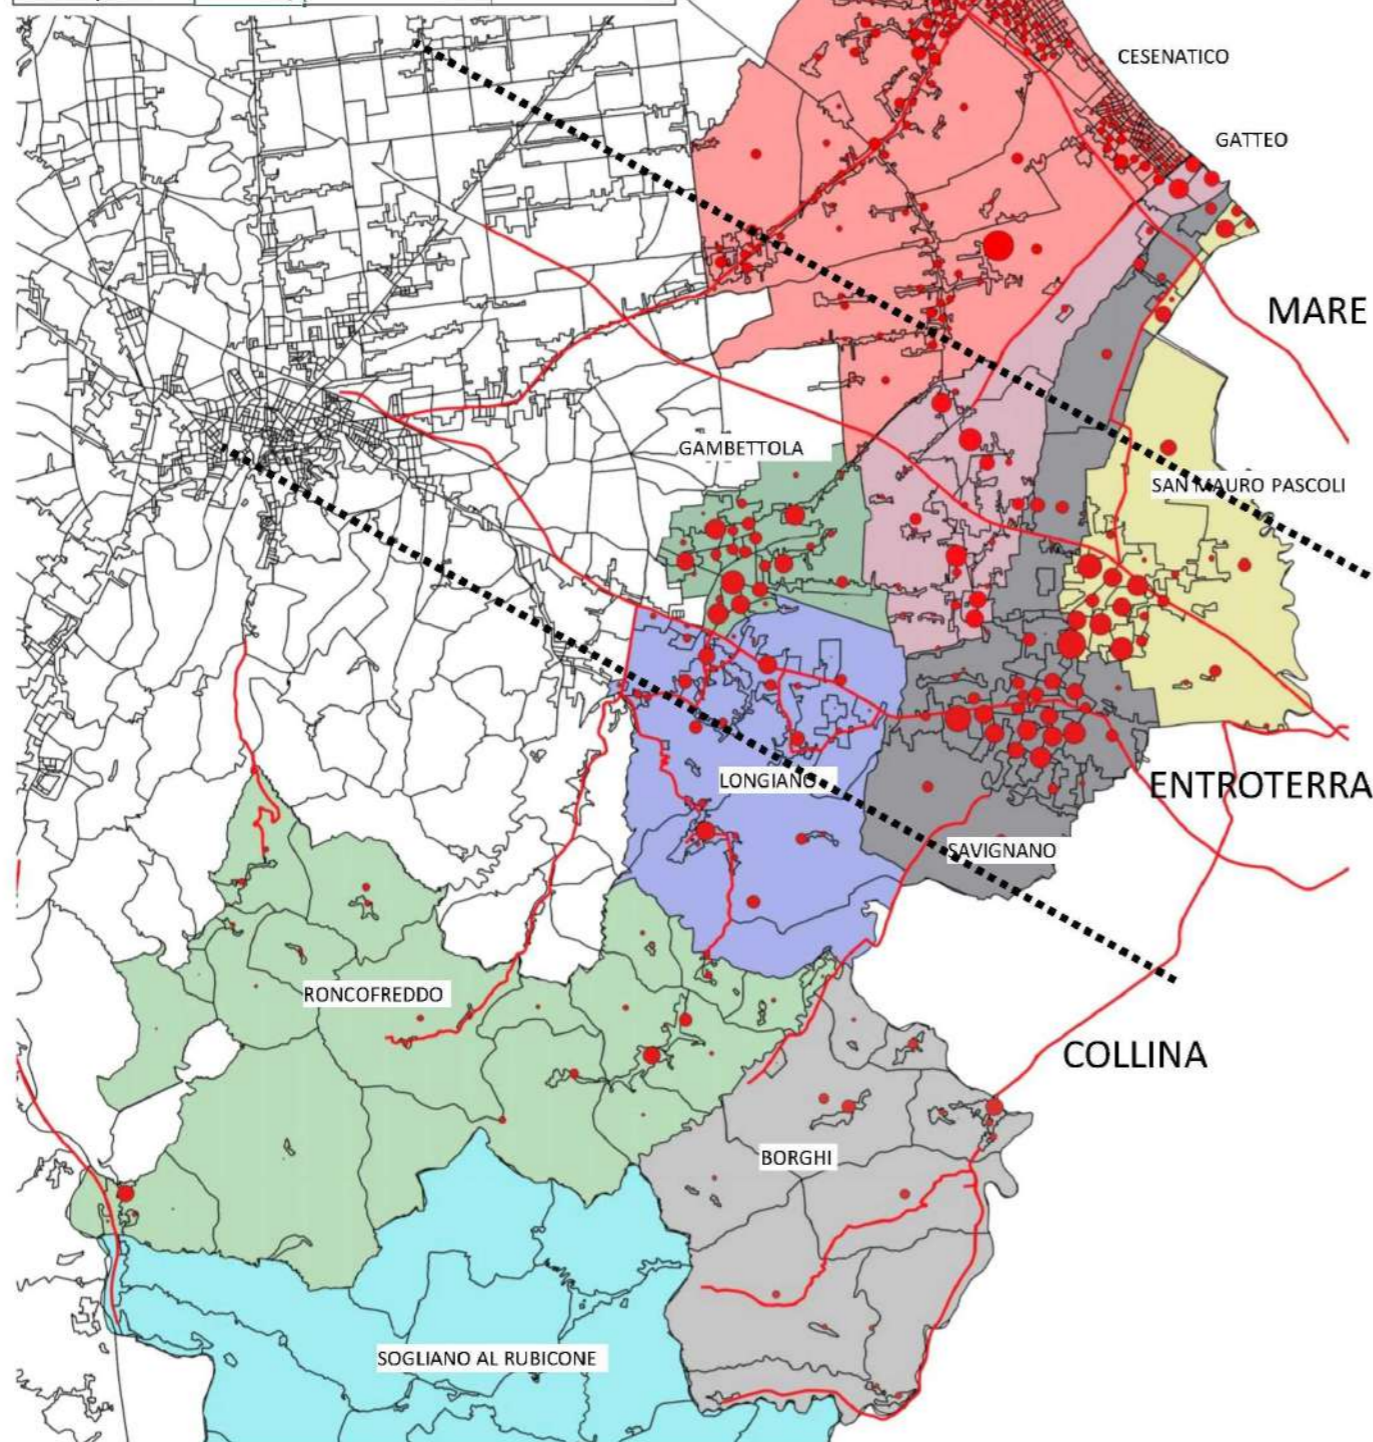 CESENATICO
GATTEO
MARE
GAMBETTOLA
SAN MAURO PASCOLI
LONGIANO
ENTROTERRA
SAVIGNANO
RONCOFREDDO
COLLINA
BORGHI
SOGLIANO AL RUBICONE